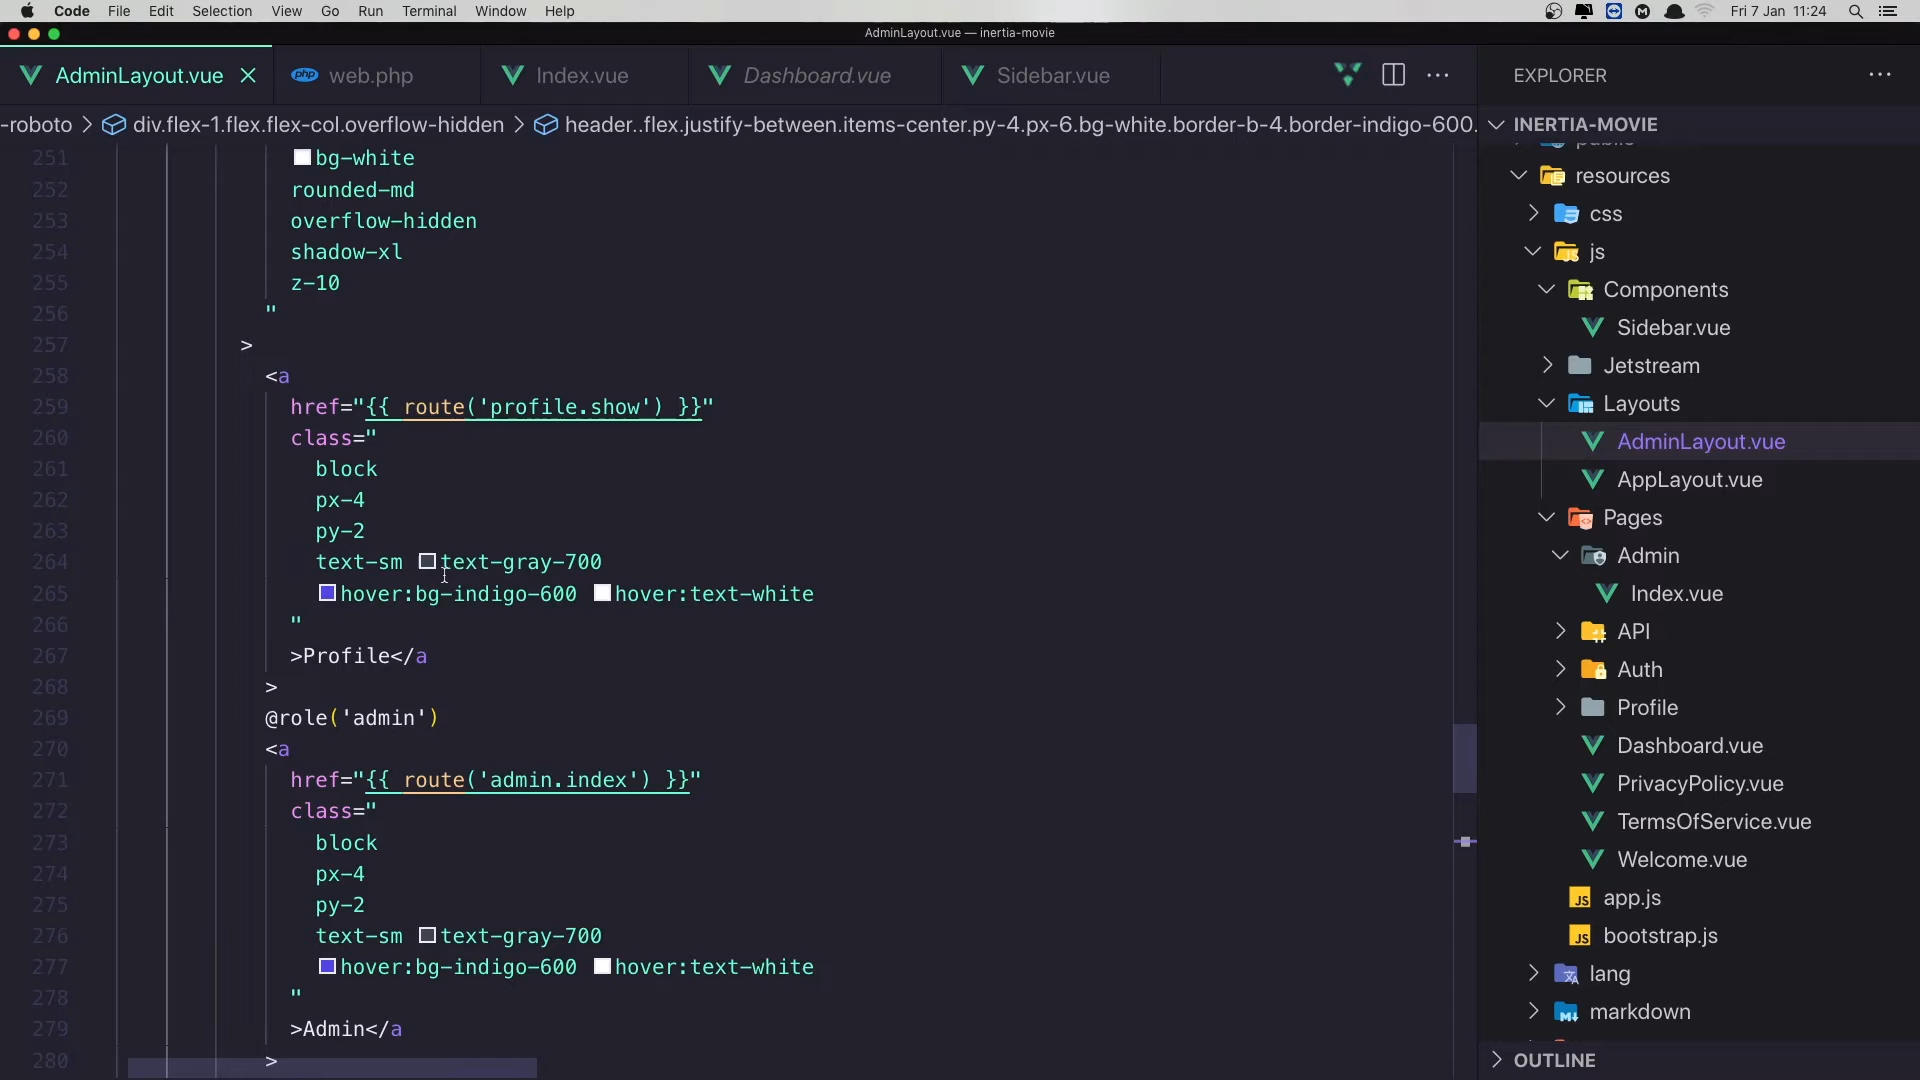 Code File Edit Selection View Go Run Terminal Window Help Fri 7 Jan 11:24
AdminLayout.vue — inertia-movie
AdminLayout.vue web.php Index.vue Dashboard.vue Sidebar.vue
-roboto > div.flex-1.flex.flex-col.overflow-hidden > header..flex.justify-between.items-center.py-4.px-6.bg-white.border-b-4.border-indigo-600.
251 bg-white
252 rounded-md
253 overflow-hidden
254 shadow-xl
255 z-10
256 "
257 >
258 <a
259 href="{{ route('profile.show') }}"
260 class="
261 block
262 px-4
263 py-2
264 text-sm text-gray-700
265 hover:bg-indigo-600 hover:text-white
266 "
267 >Profile</a
268 >
269 @role('admin')
270 <a
271 href="{{ route('admin.index') }}"
272 class="
273 block
274 px-4
275 py-2
276 text-sm text-gray-700
277 hover:bg-indigo-600 hover:text-white
278 "
279 >Admin</a
280 >
EXPLORER
INERTIA-MOVIE
public
resources
css
js
Components
Sidebar.vue
Jetstream
Layouts
AdminLayout.vue
AppLayout.vue
Pages
Admin
Index.vue
API
Auth
Profile
Dashboard.vue
PrivacyPolicy.vue
TermsOfService.vue
Welcome.vue
app.js
bootstrap.js
lang
markdown
OUTLINE